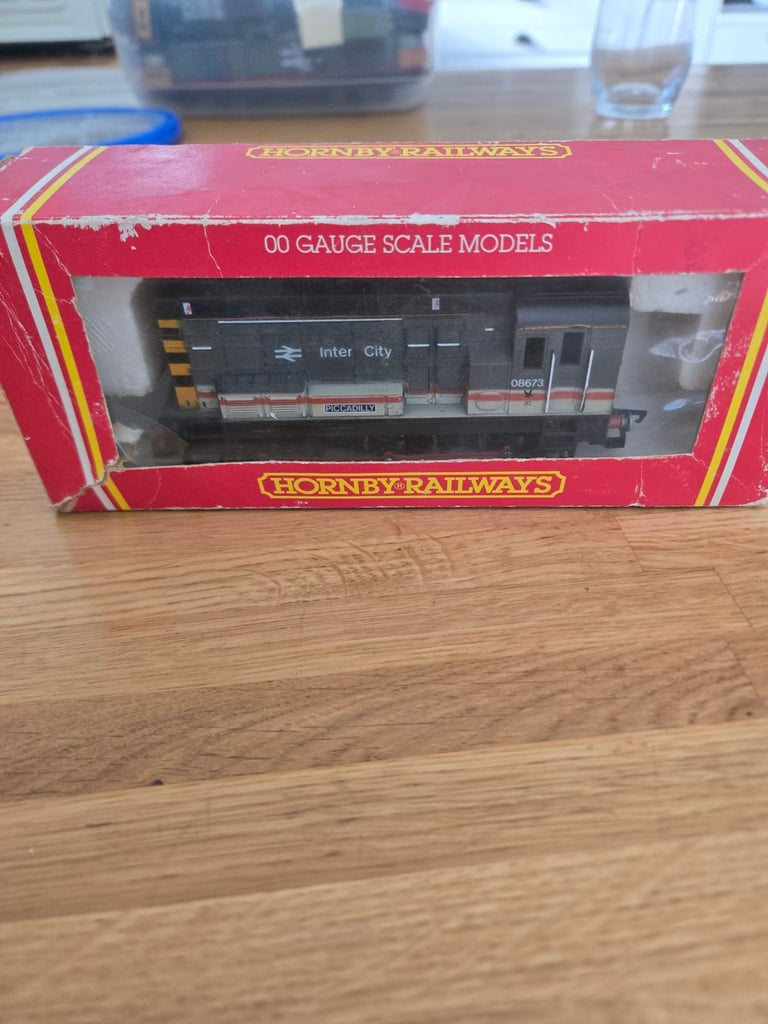 HORNBY® RAILWAYS
00 GAUGE SCALE MODELS
Inter City
08673
PICCADILLY
HORNBY® RAILWAYS